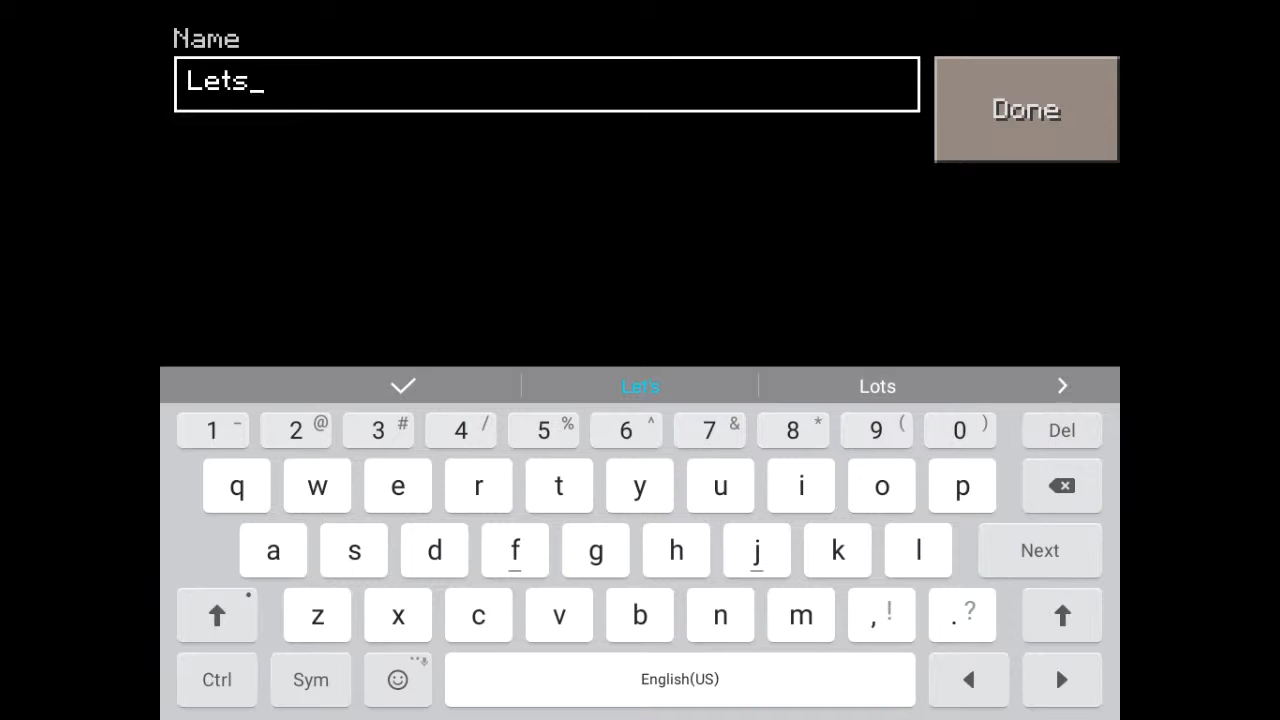 Name
Lets_
Done
Let's Lots
1 - 2 @ 3 # 4 / 5 % 6 ^ 7 & 8 * 9 ( 0 ) Del
q w e r t y u i o p
a s d f g h j k l Next
z x c v b n m , ! . ?
Ctrl Sym English(US)